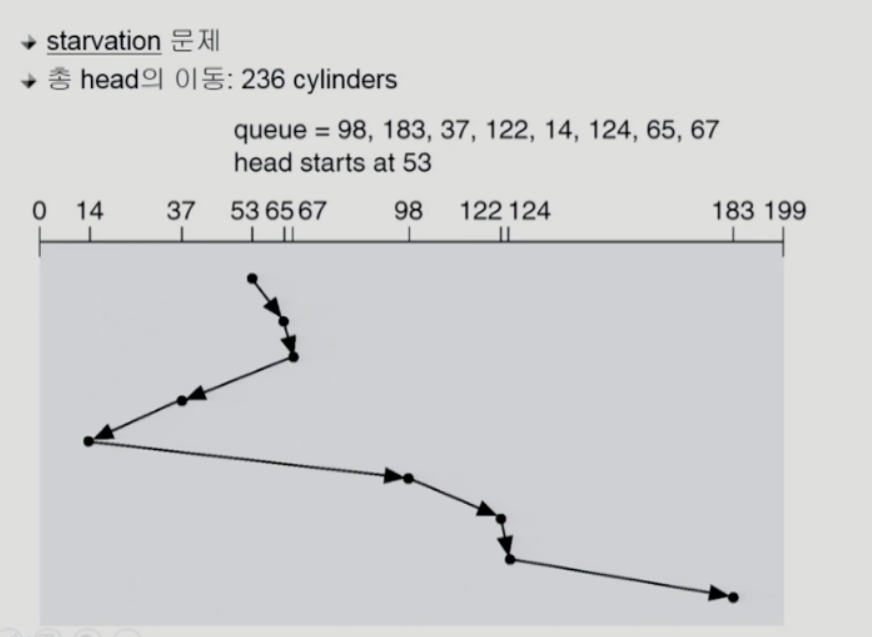 starvation 문제
총 head의 이동: 236 cylinders
queue = 98, 183, 37, 122, 14, 124, 65, 67
head starts at 53
0 14 37 53 65 67 98 122 124 183 199